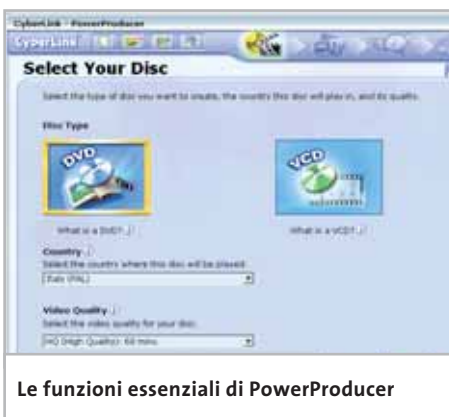 CyberLink - PowerProducer
CyberLink
Select Your Disc
Select the type of disc you want to create, the country this disc will play in, and its quality.
Disc Type
DVD
VCD
What is a DVD?
What is a VCD?
Country
Select the country where this disc will be played.
Italy (PAL)
Video Quality
Select the video quality for your disc.
HQ (High Quality): 60 mins
Le funzioni essenziali di PowerProducer